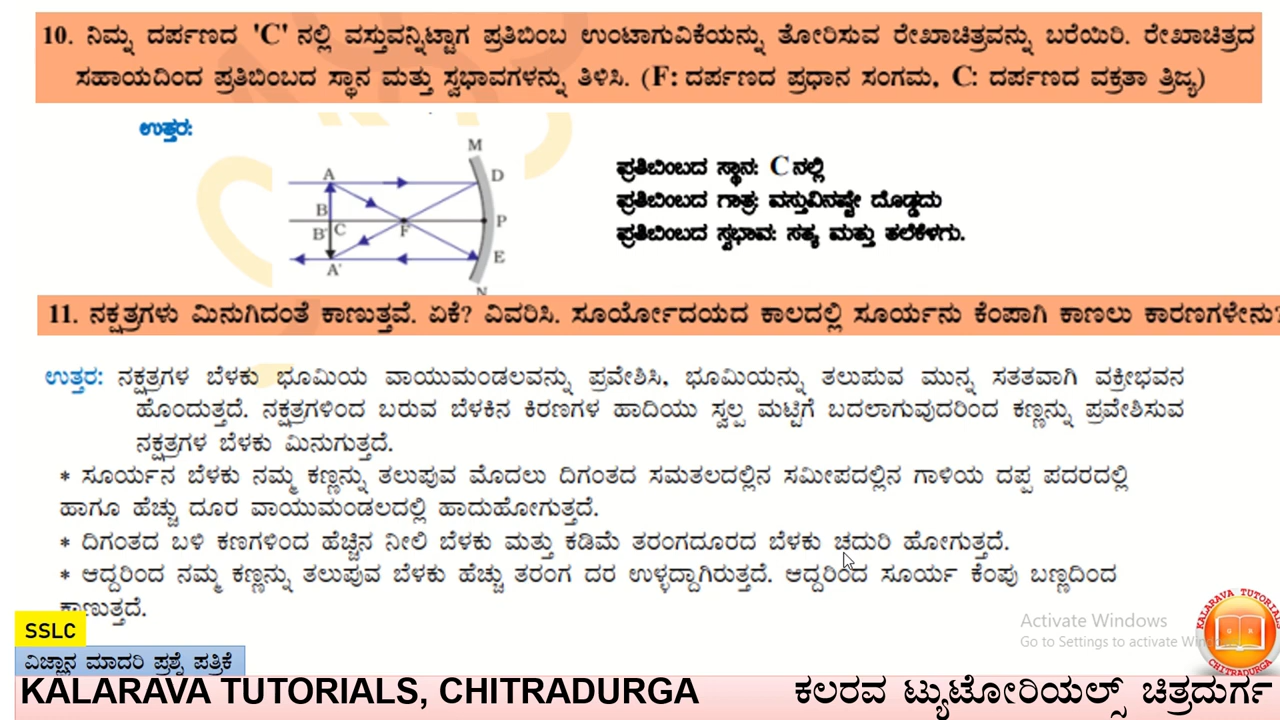 10. ನಿಮ್ನ ದರ್ಪಣದ 'C' ನಲ್ಲಿ ವಸ್ತುವನ್ನಿಟ್ಟಾಗ ಪ್ರತಿಬಿಂಬ ಉಂಟಾಗುವಿಕೆಯನ್ನು ತೋರಿಸುವ ರೇಖಾಚಿತ್ರವನ್ನು ಬರೆಯಿರಿ. ರೇಖಾಚಿತ್ರದ
ಸಹಾಯದಿಂದ ಪ್ರತಿಬಿಂಬದ ಸ್ಥಾನ ಮತ್ತು ಸ್ವಭಾವಗಳನ್ನು ತಿಳಿಸಿ. (F: ದರ್ಪಣದ ಪ್ರಧಾನ ಸಂಗಮ, C: ದರ್ಪಣದ ವಕ್ರತಾ ತ್ರಿಜ್ಯ)
ಉತ್ತರ:
M
A
D
B
P
B'
C
F
E
A'
N
ಪ್ರತಿಬಿಂಬದ ಸ್ಥಾನ: C ನಲ್ಲಿ
ಪ್ರತಿಬಿಂಬದ ಗಾತ್ರ: ವಸ್ತುವಿನಷ್ಟೇ ದೊಡ್ಡದು
ಪ್ರತಿಬಿಂಬದ ಸ್ವಭಾವ: ಸತ್ಯ ಮತ್ತು ತಲೆಕೆಳಗು.
11. ನಕ್ಷತ್ರಗಳು ಮಿನುಗಿದಂತೆ ಕಾಣುತ್ತವೆ. ಏಕೆ? ವಿವರಿಸಿ. ಸೂರ್ಯೋದಯದ ಕಾಲದಲ್ಲಿ ಸೂರ್ಯನು ಕೆಂಪಾಗಿ ಕಾಣಲು ಕಾರಣಗಳೇನು?
ಉತ್ತರ: ನಕ್ಷತ್ರಗಳ ಬೆಳಕು ಭೂಮಿಯ ವಾಯುಮಂಡಲವನ್ನು ಪ್ರವೇಶಿಸಿ, ಭೂಮಿಯನ್ನು ತಲುಪುವ ಮುನ್ನ ಸತತವಾಗಿ ವಕ್ರೀಭವನ
ಹೊಂದುತ್ತದೆ. ನಕ್ಷತ್ರಗಳಿಂದ ಬರುವ ಬೆಳಕಿನ ಕಿರಣಗಳ ಹಾದಿಯು ಸ್ವಲ್ಪ ಮಟ್ಟಿಗೆ ಬದಲಾಗುವುದರಿಂದ ಕಣ್ಣನ್ನು ಪ್ರವೇಶಿಸುವ
ನಕ್ಷತ್ರಗಳ ಬೆಳಕು ಮಿನುಗುತ್ತದೆ.
* ಸೂರ್ಯನ ಬೆಳಕು ನಮ್ಮ ಕಣ್ಣನ್ನು ತಲುಪುವ ಮೊದಲು ದಿಗಂತದ ಸಮತಲದಲ್ಲಿನ ಸಮೀಪದಲ್ಲಿನ ಗಾಳಿಯ ದಪ್ಪ ಪದರದಲ್ಲಿ
ಹಾಗೂ ಹೆಚ್ಚು ದೂರ ವಾಯುಮಂಡಲದಲ್ಲಿ ಹಾದುಹೋಗುತ್ತದೆ.
* ದಿಗಂತದ ಬಳಿ ಕಣಗಳಿಂದ ಹೆಚ್ಚಿನ ನೀಲಿ ಬೆಳಕು ಮತ್ತು ಕಡಿಮೆ ತರಂಗದೂರದ ಬೆಳಕು ಚದುರಿ ಹೋಗುತ್ತದೆ.
* ಆದ್ದರಿಂದ ನಮ್ಮ ಕಣ್ಣನ್ನು ತಲುಪುವ ಬೆಳಕು ಹೆಚ್ಚು ತರಂಗ ದರ ಉಳ್ಳದ್ದಾಗಿರುತ್ತದೆ. ಆದ್ದರಿಂದ ಸೂರ್ಯ ಕೆಂಪು ಬಣ್ಣದಿಂದ
ಕಾಣುತ್ತದೆ.
Activate Windows
Go to Settings to activate Win
KALARAVA TUTORIALS
CHITRADURGA
SSLC
ವಿಜ್ಞಾನ ಮಾದರಿ ಪ್ರಶ್ನೆ ಪತ್ರಿಕೆ
KALARAVA TUTORIALS, CHITRADURGA ಕಲರವ ಟ್ಯುಟೋರಿಯಲ್ಸ್ ಚಿತ್ರದುರ್ಗ